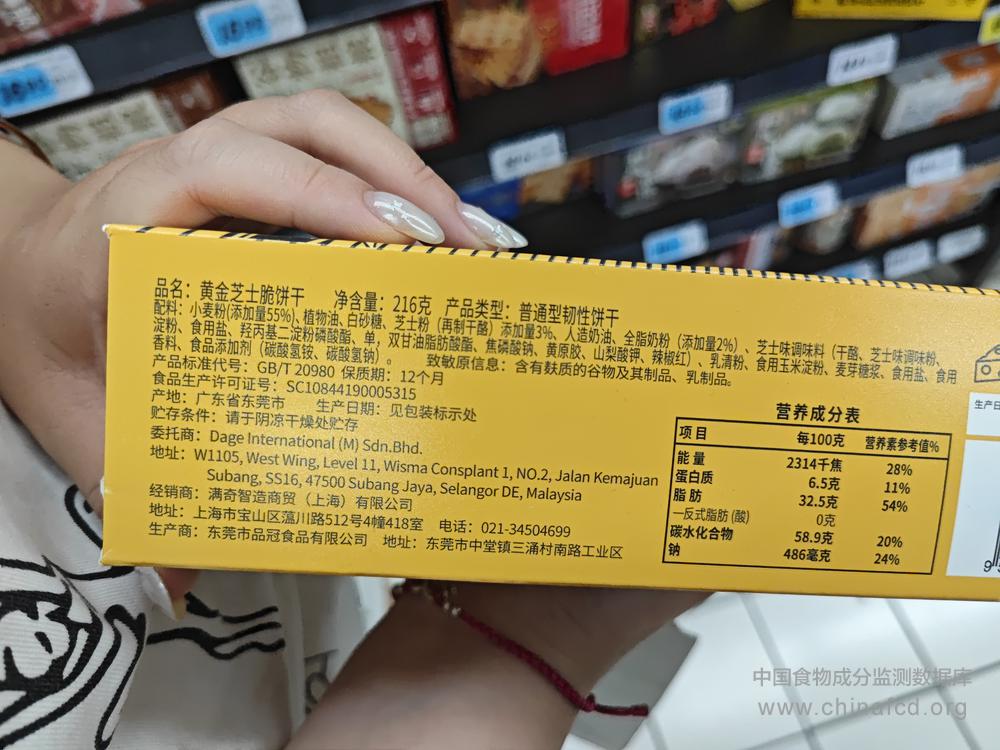 品名：黄金芝士脆饼干 净含量：216克 产品类型：普通型韧性饼干
配料：小麦粉(添加量55%)、植物油、白砂糖、芝士粉（再制干酪）添加量3%、人造奶油、全脂奶粉（添加量2%）、芝士味调味料（干酪、芝士味调味粉、
淀粉、食用盐、羟丙基二淀粉磷酸酯、单，双甘油脂肪酸酯、焦磷酸钠、黄原胶、山梨酸钾、辣椒红）、乳清粉、食用玉米淀粉、麦芽糖浆、食用盐、食用
香料、食品添加剂（碳酸氢铵、碳酸氢钠）。 致敏原信息：含有麸质的谷物及其制品、乳制品。
产品标准代号：GB/T 20980 保质期：12个月
食品生产许可证号：SC10844190005315
产地：广东省东莞市 生产日期：见包装标示处
贮存条件：请于阴凉干燥处贮存
委托商：Dage International (M) Sdn.Bhd.
地址：W1105, West Wing, Level 11, Wisma Consplant 1, NO.2, Jalan Kemajuan
Subang, SS16, 47500 Subang Jaya, Selangor DE, Malaysia
经销商：满奇智造商贸（上海）有限公司
地址：上海市宝山区蕰川路512号4幢418室 电话：021-34504699
生产商：东莞市品冠食品有限公司 地址：东莞市中堂镇三涌村南路工业区
营养成分表
项目 每100克 营养素参考值%
能量 2314千焦 28%
蛋白质 6.5克 11%
脂肪 32.5克 54%
—反式脂肪（酸） 0克
碳水化合物 58.9克 20%
钠 486毫克 24%
生产日
中国食物成分监测数据库
www.chinafcd.org